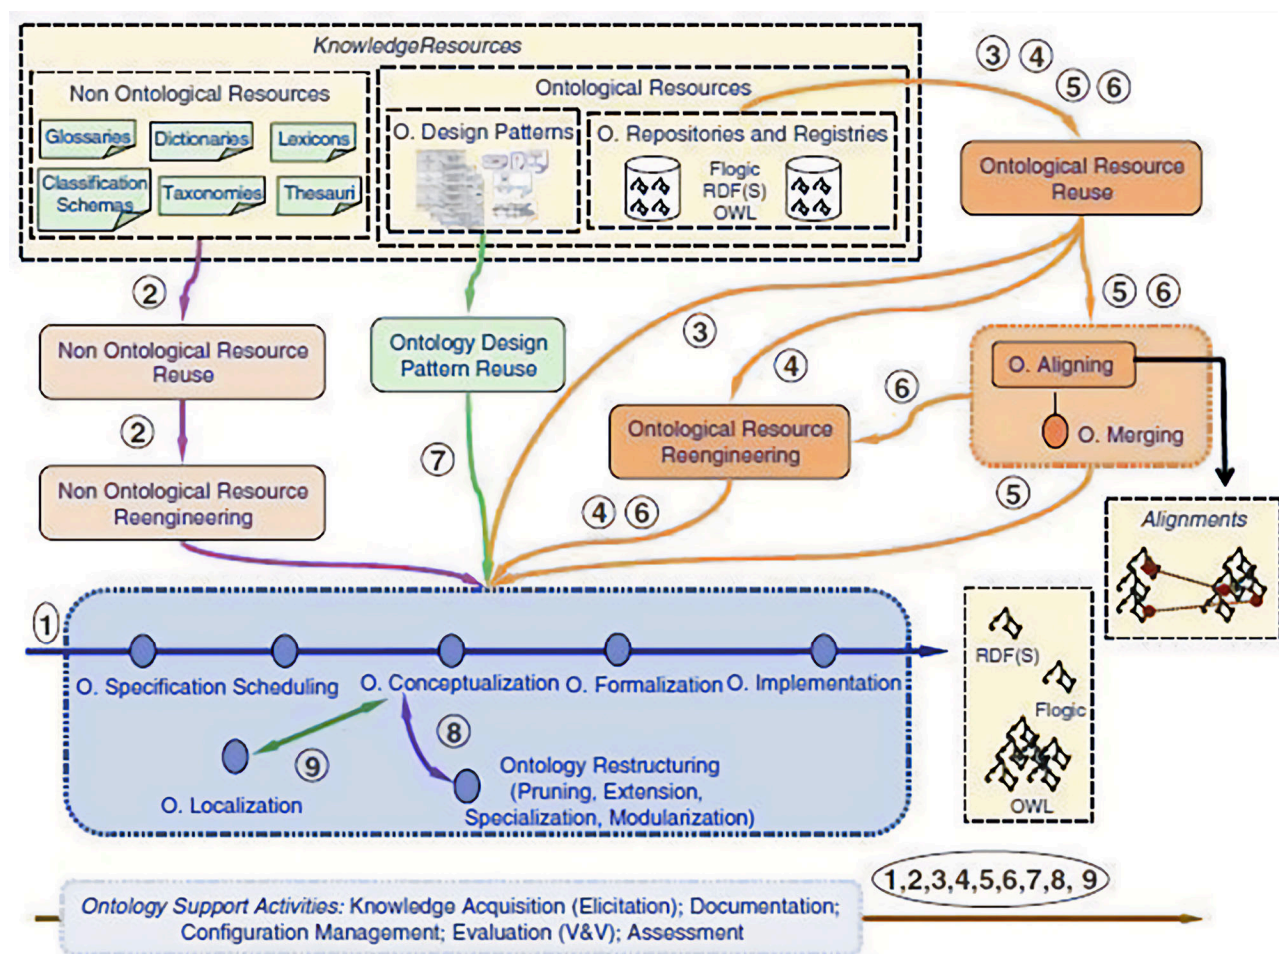 KnowledgeResources
Non Ontological Resources
Glossaries
Dictionaries
Lexicons
Classification
Schemas
Taxonomies
Thesauri
Ontological Resources
O. Design Patterns
O. Repositories and Registries
Flogic
RDF(S)
OWL
3 4
5 6
Ontological Resource
Reuse
2
Non Ontological Resource
Reuse
2
Non Ontological Resource
Reengineering
Ontology Design
Pattern Reuse
7
3
4
5 6
O. Aligning
O. Merging
6
Ontological Resource
Reengineering
4 6
5
Alignments
1
O. Specification
Scheduling
O. Conceptualization
O. Formalization
O. Implementation
9
8
O. Localization
Ontology Restructuring
(Pruning, Extension,
Specialization, Modularization)
RDF(S)
Flogic
OWL
1,2,3,4,5,6,7,8, 9
Ontology Support Activities: Knowledge Acquisition (Elicitation); Documentation;
Configuration Management; Evaluation (V&V); Assessment